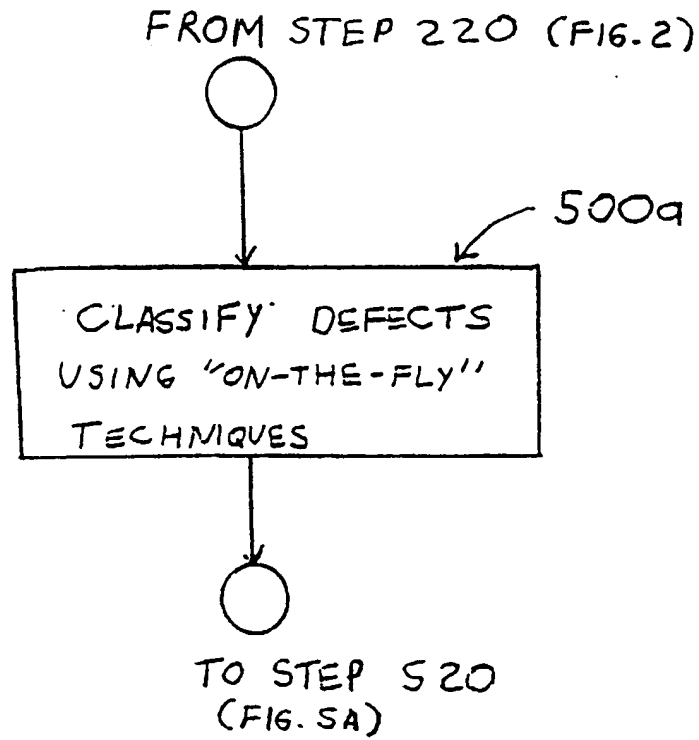 FROM STEP 220 (FIG. 2)
500a
CLASSIFY DEFECTS
USING "ON-THE-FLY"
TECHNIQUES
TO STEP 520
(FIG. 5A)